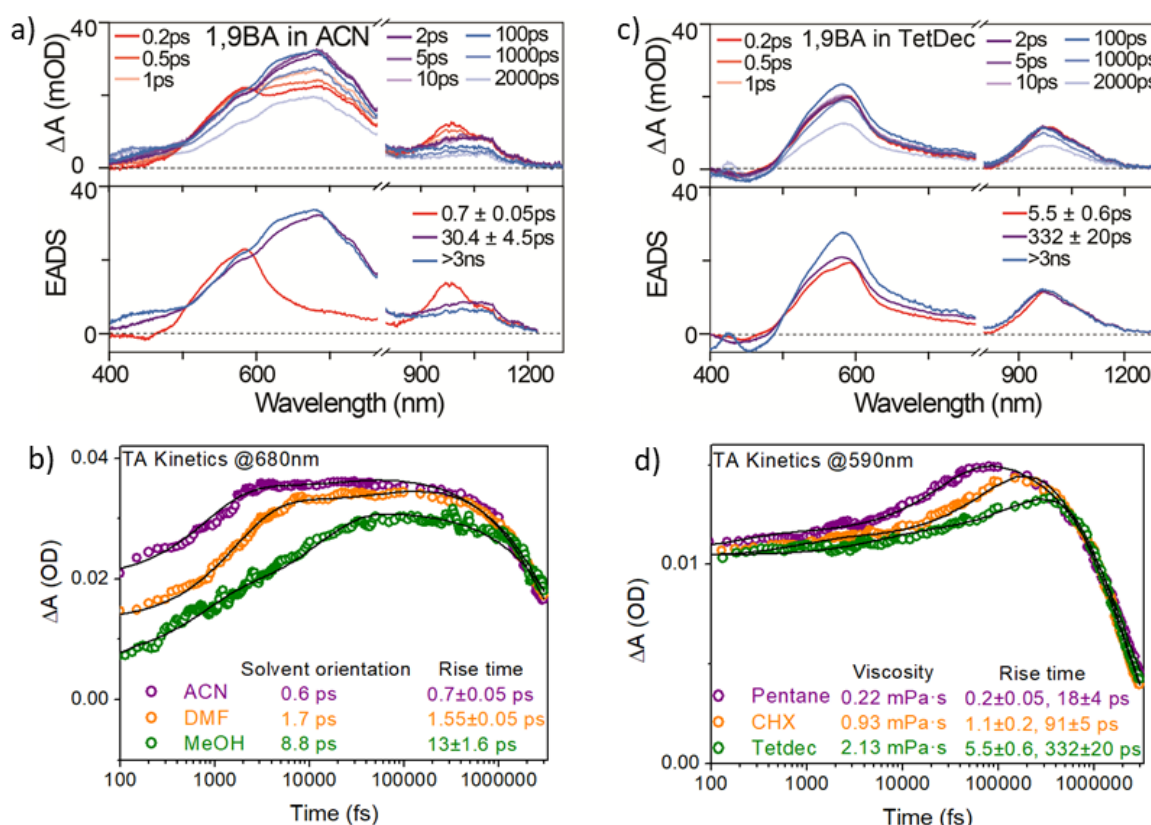 a)
1,9BA in ACN
0.2ps
0.5ps
1ps
2ps
5ps
10ps
100ps
1000ps
2000ps
ΔA (mOD)
40
0
EADS
40
0
0.7 ± 0.05ps
30.4 ± 4.5ps
>3ns
400 600 900 1200
Wavelength (nm)
c)
1,9BA in TetDec
0.2ps
0.5ps
1ps
2ps
5ps
10ps
100ps
1000ps
2000ps
ΔA (mOD)
40
0
EADS
40
0
5.5 ± 0.6ps
332 ± 20ps
>3ns
400 600 900 1200
Wavelength (nm)
b)
TA Kinetics @680nm
ΔA (OD)
0.04
0.02
0.00
Solvent orientation Rise time
ACN 0.6 ps 0.7±0.05 ps
DMF 1.7 ps 1.55±0.05 ps
MeOH 8.8 ps 13±1.6 ps
100 1000 10000 100000 1000000
Time (fs)
d)
TA Kinetics @590nm
ΔA (OD)
0.01
0.00
Viscosity Rise time
Pentane 0.22 mPa·s 0.2±0.05, 18±4 ps
CHX 0.93 mPa·s 1.1±0.2, 91±5 ps
Tetdec 2.13 mPa·s 5.5±0.6, 332±20 ps
100 1000 10000 100000 1000000
Time (fs)